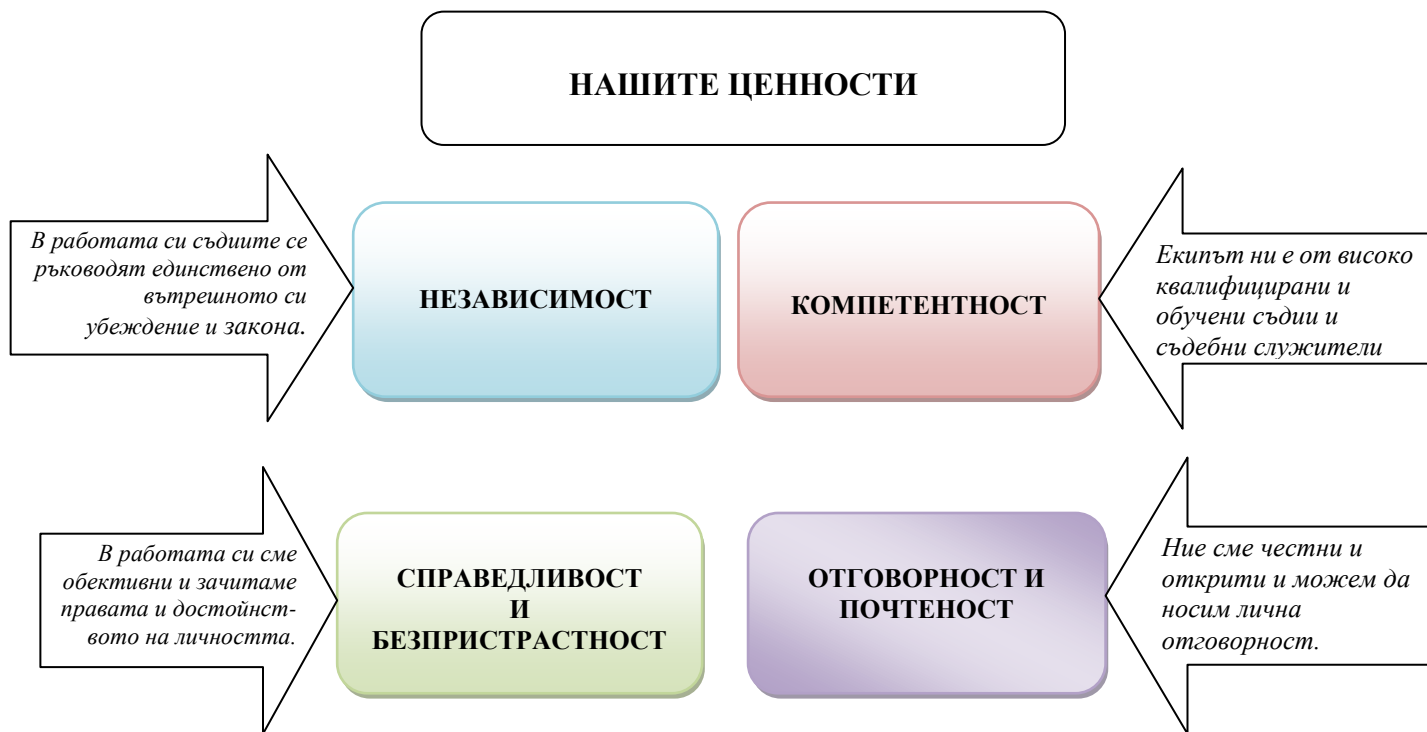 НАШИТЕ ЦЕННОСТИ
В работата си съдиите се
ръководят единствено от
вътрешното си
убеждение и закона.
НЕЗАВИСИМОСТ
КОМПЕТЕНТНОСТ
Екипът ни е от високо
квалифицирани и
обучени съдии и
съдебни служители
В работата си сме
обективни и зачитаме
правата и достойнст-
вото на личността.
СПРАВЕДЛИВОСТ
И
БЕЗПРИСТРАСТНОСТ
ОТГОВОРНОСТ И
ПОЧТЕНОСТ
Ние сме честни и
открити и можем да
носим лична
отговорност.